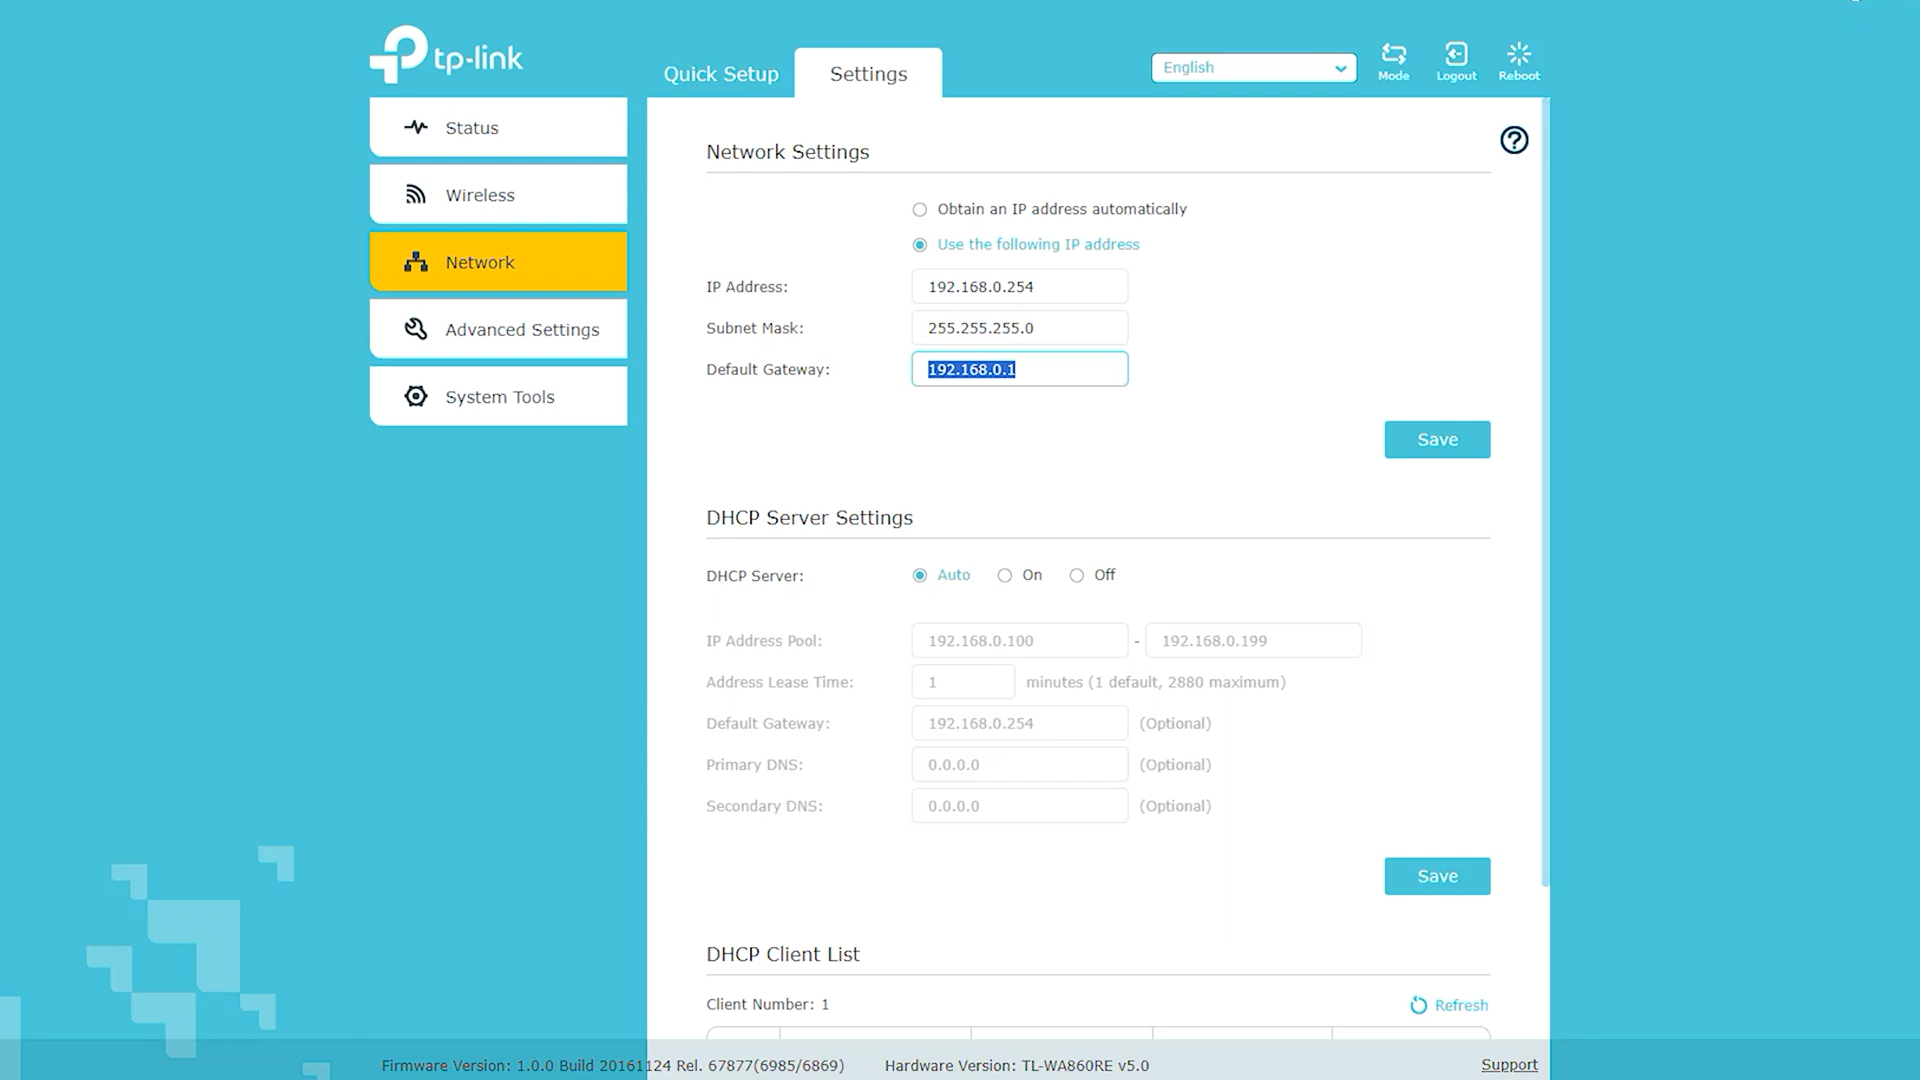 tp-link
Quick Setup
Settings
English
Mode
Logout
Reboot
Status
Wireless
Network
Advanced Settings
System Tools
Network Settings
Obtain an IP address automatically
Use the following IP address
IP Address: 192.168.0.254
Subnet Mask: 255.255.255.0
Default Gateway: 192.168.0.1
Save
DHCP Server Settings
DHCP Server: Auto On Off
IP Address Pool: 192.168.0.100 - 192.168.0.199
Address Lease Time: 1 minutes (1 default, 2880 maximum)
Default Gateway: 192.168.0.254 (Optional)
Primary DNS: 0.0.0.0 (Optional)
Secondary DNS: 0.0.0.0 (Optional)
Save
DHCP Client List
Client Number: 1 Refresh
Firmware Version: 1.0.0 Build 20161124 Rel. 67877(6985/6869) Hardware Version: TL-WA860RE v5.0 Support